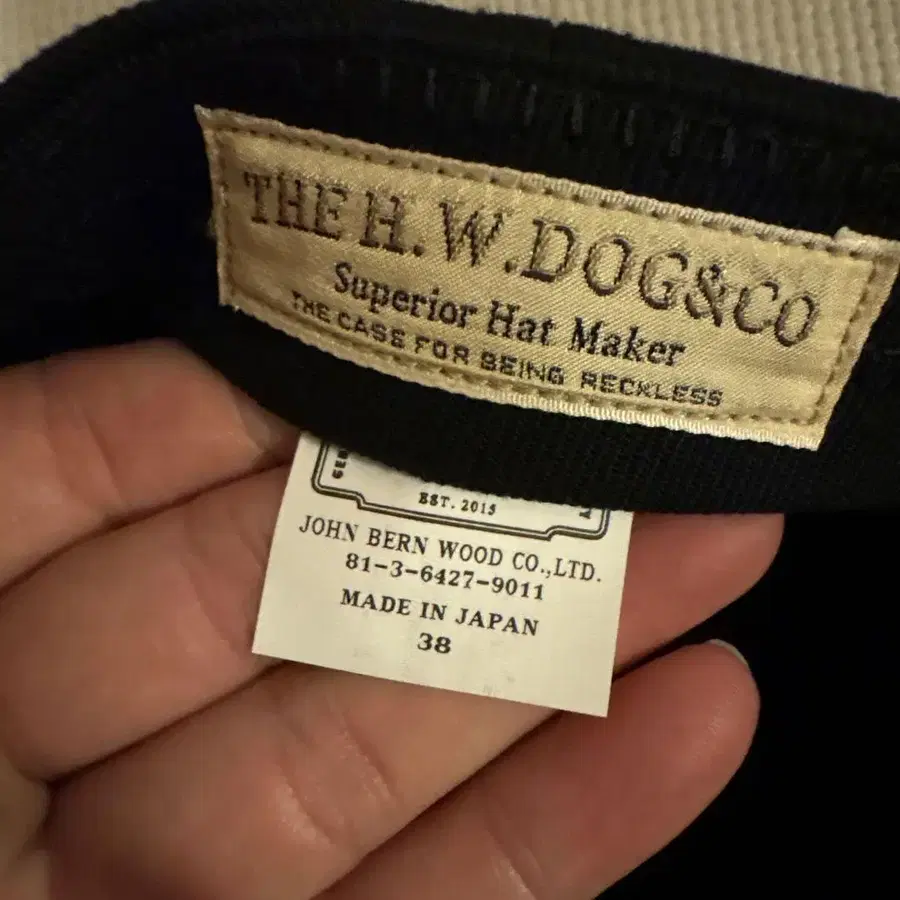 THE H.W.DOG&CO
Superior Hat Maker
THE CASE FOR BEING RECKLESS
EST. 2015
JOHN BERN WOOD CO.,LTD.
81-3-6427-9011
MADE IN JAPAN
38